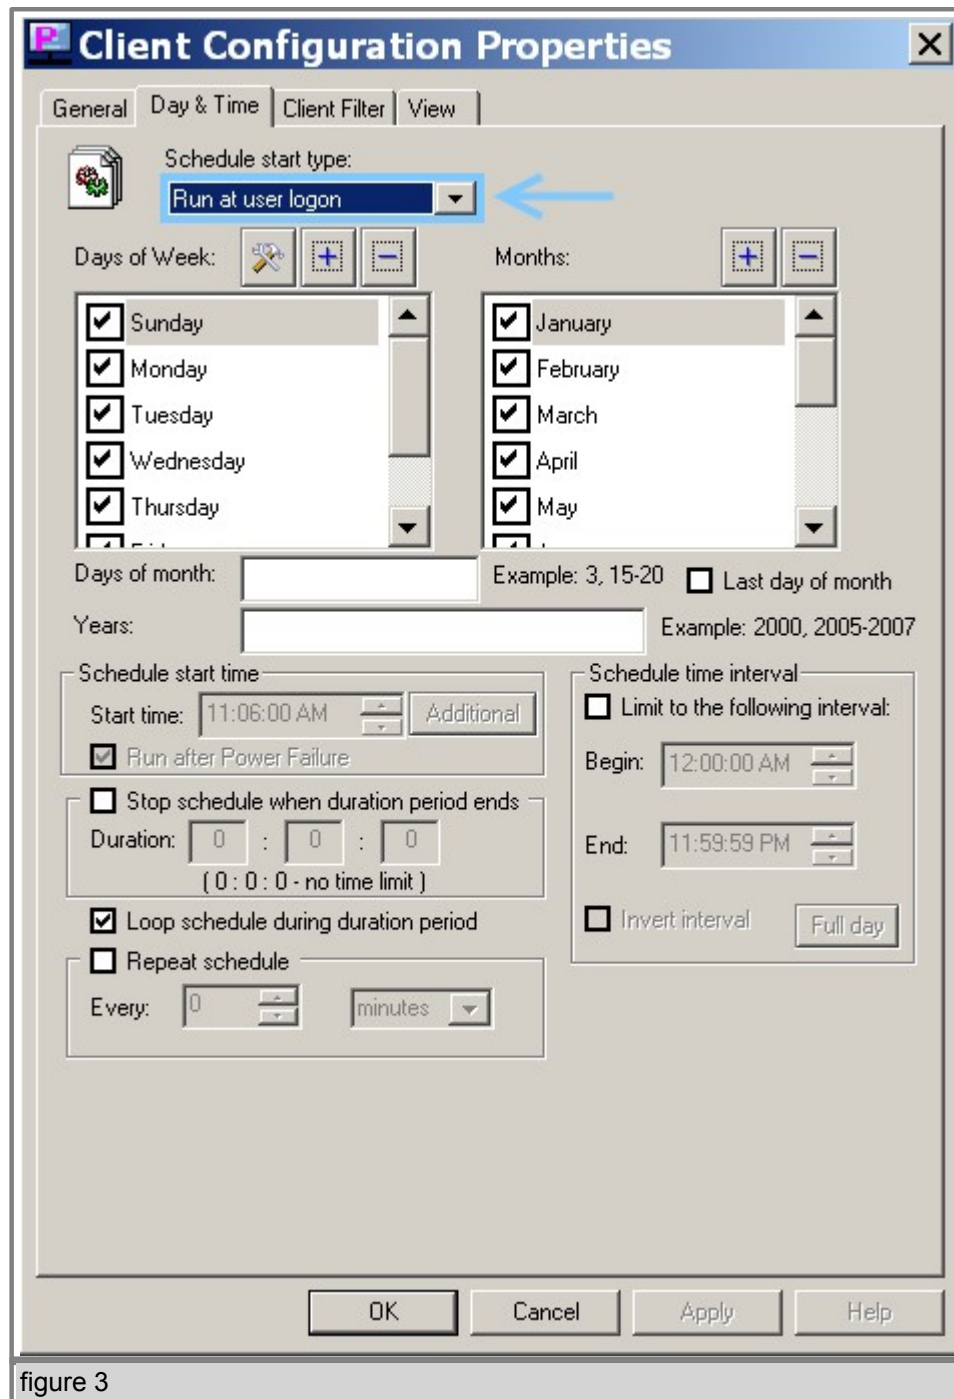 Client Configuration Properties
General Day & Time Client Filter View
Schedule start type:
Run at user logon
Days of Week:
Sunday
Monday
Tuesday
Wednesday
Thursday
Months:
January
February
March
April
May
Days of month: Example: 3, 15-20 Last day of month
Years: Example: 2000, 2005-2007
Schedule start time
Start time: 11:06:00 AM Additional
Run after Power Failure
Stop schedule when duration period ends
Duration: 0 : 0 : 0
( 0 : 0 : 0 - no time limit )
Loop schedule during duration period
Repeat schedule
Every: 0 minutes
Schedule time interval
Limit to the following interval:
Begin: 12:00:00 AM
End: 11:59:59 PM
Invert interval Full day
OK Cancel Apply Help
figure 3